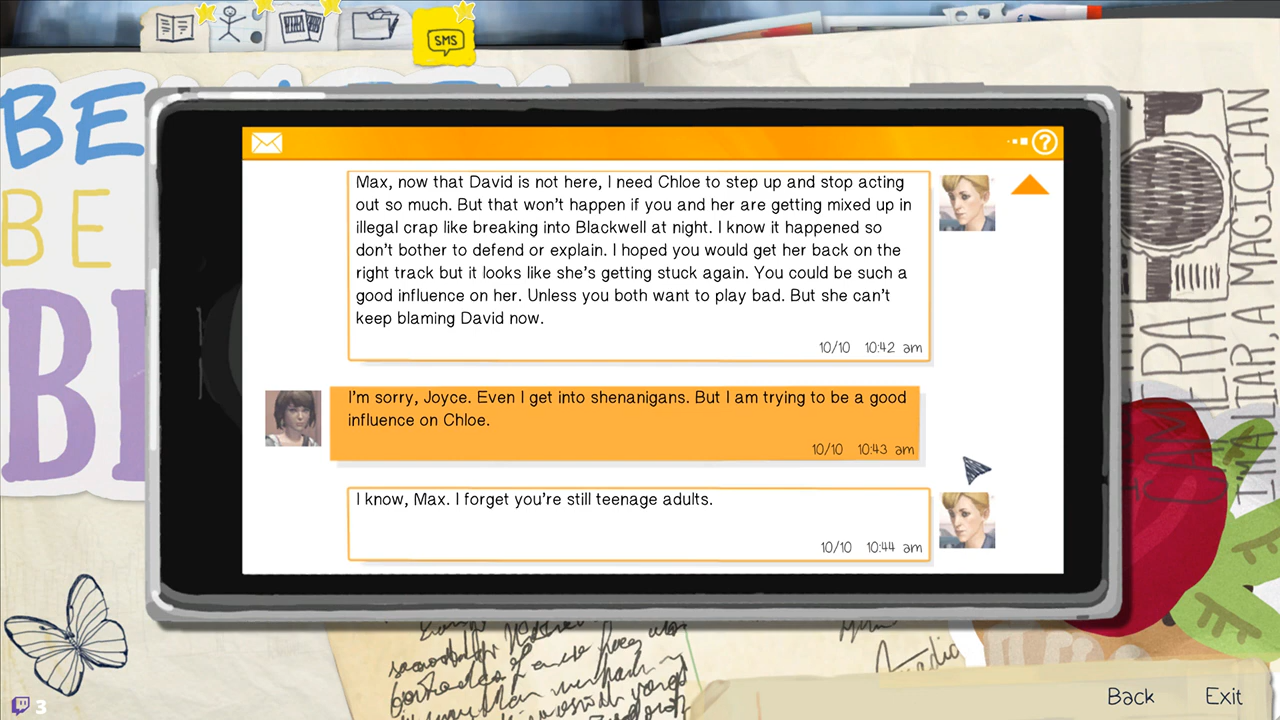 SMS
BE
BE
Max, now that David is not here, I need Chloe to step up and stop acting
out so much. But that won't happen if you and her are getting mixed up in
illegal crap like breaking into Blackwell at night. I know it happened so
don't bother to defend or explain. I hoped you would get her back on the
right track but it looks like she's getting stuck again. You could be such a
good influence on her. Unless you both want to play bad. But she can't
keep blaming David now.
10/10 10:42 am
I'm sorry, Joyce. Even I get into shenanigans. But I am trying to be a good
influence on Chloe.
10/10 10:43 am
I know, Max. I forget you're still teenage adults.
10/10 10:44 am
LIAR, A MAGICIAN
3
Back Exit